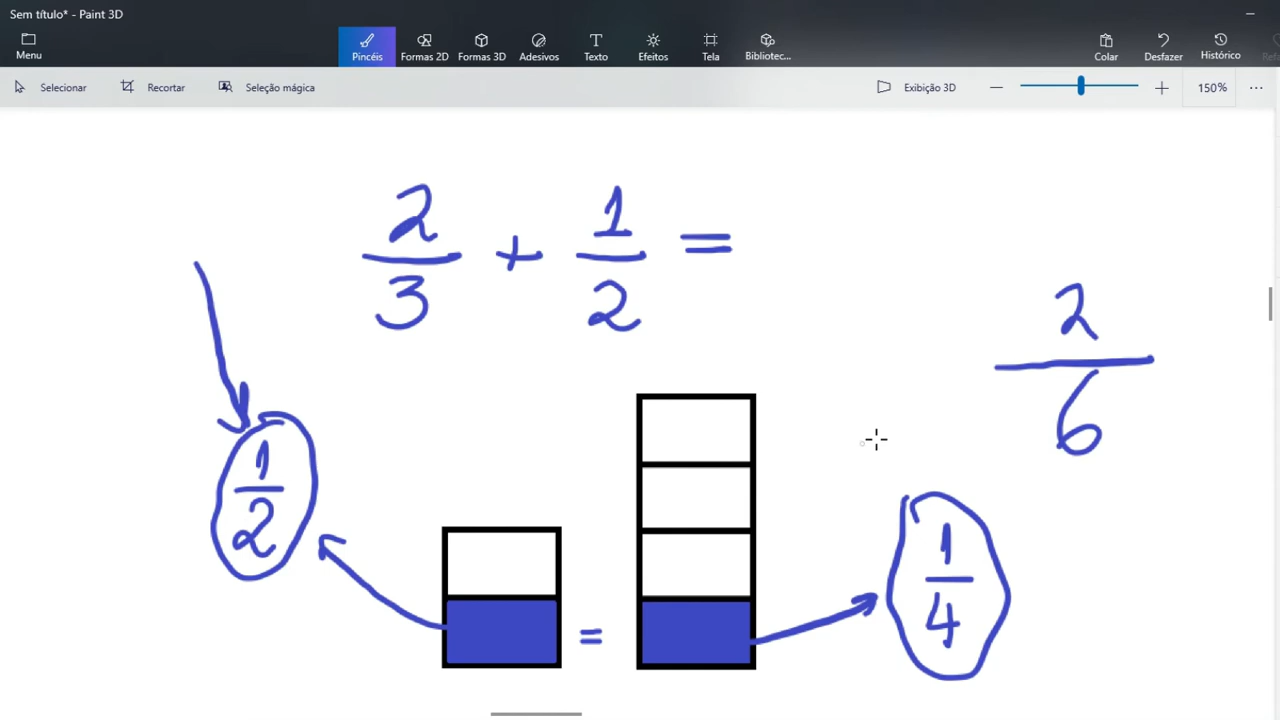 Sem título* - Paint 3D
Menu
Pincéis
Formas 2D
Formas 3D
Adesivos
Texto
Efeitos
Tela
Bibliotec...
Colar
Desfazer
Histórico
Selecionar
Recortar
Seleção mágica
Exibição 3D
150%
2/3 + 1/2 =
2/6
1/2
=
1/4